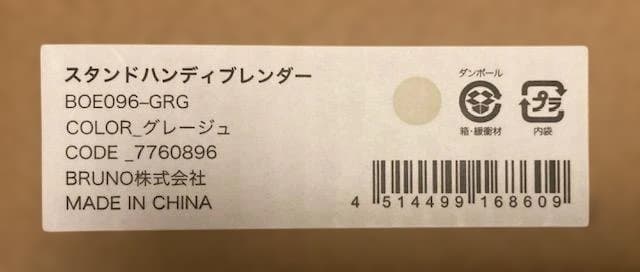 スタンドハンディブレンダー
BOE096–GRG
COLOR_グレージュ
CODE _7760896
BRUNO株式会社
MADE IN CHINA
ダンボール
箱・緩衝材
プラ
内袋
4 514499 168609